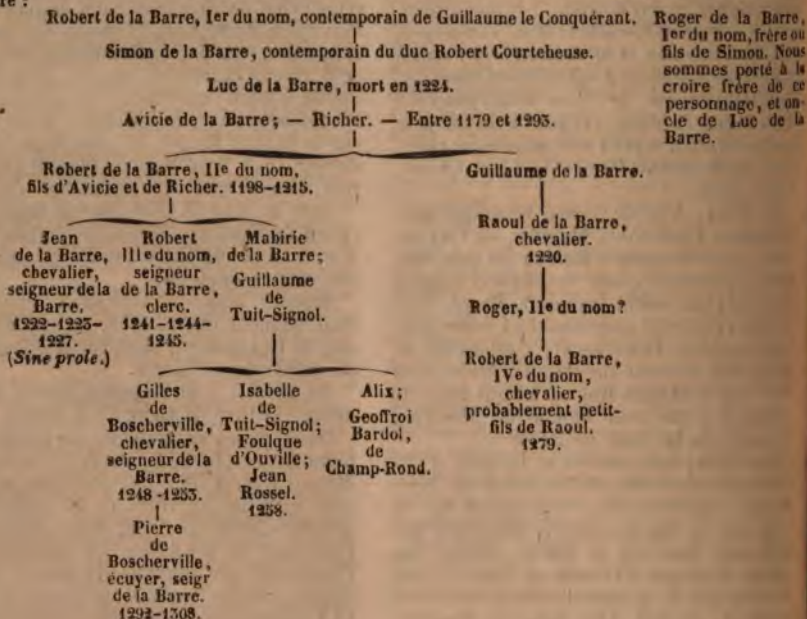 re :
Robert de la Barre, Ier du nom, contemporain de Guillaume le Conquérant.
Roger de la Barre,
Ier du nom, frère ou
fils de Simon. Nous
sommes porté à le
croire frère de ce
personnage, et on-
cle de Luc de la
Barre.
Simon de la Barre, contemporain du duc Robert Courteheuse.
Luc de la Barre, mort en 1224.
Avicie de la Barre; — Richer. — Entre 1179 et 1293.
Robert de la Barre, IIe du nom,
fils d'Avicie et de Richer. 1198-1215.
Guillaume de la Barre.
Jean
de la Barre,
chevalier,
seigneur de la
Barre.
1222-1223-
1227.
(Sine prole.)
Robert
IIIe du nom,
seigneur
de la Barre,
clerc.
1241-1244-
1245.
Mabirie
de la Barre;
Guillaume
de
Tuit-Signol.
Raoul de la Barre,
chevalier.
1220.
Roger, IIe du nom?
Robert de la Barre,
IVe du nom,
chevalier,
probablement petit-
fils de Raoul.
1279.
Gilles
de
Boscherville,
chevalier,
seigneur de la
Barre.
1248-1253.
Isabelle
de
Tuit-Signol;
Foulque
d'Ouville;
Jean
Rossel.
1258.
Alix;
Geoffroi
Bardol,
de
Champ-Rond.
Pierre
de
Boscherville,
écuyer, seigr
de la Barre.
1292-1308.